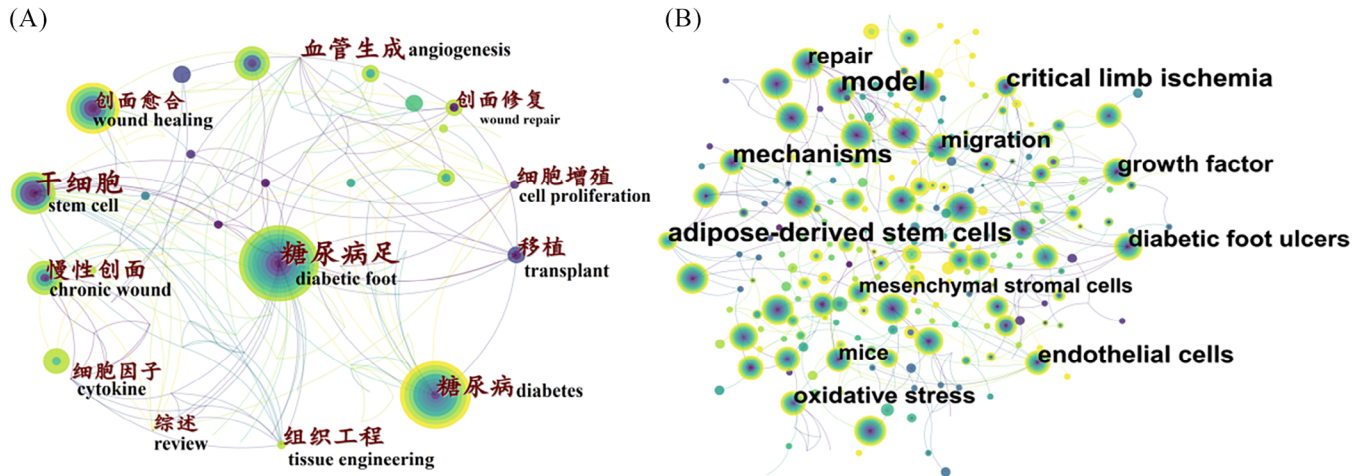 (A)
血管生成 angiogenesis
创面愈合
wound healing
创面修复
wound repair
干细胞
stem cell
细胞增殖
cell proliferation
糖尿病足
diabetic foot
移植
transplant
慢性创面
chronic wound
细胞因子
cytokine
糖尿病 diabetes
综述
review
组织工程
tissue engineering
(B)
repair
model
critical limb ischemia
migration
mechanisms
growth factor
adipose-derived stem cells
diabetic foot ulcers
mesenchymal stromal cells
mice
endothelial cells
oxidative stress